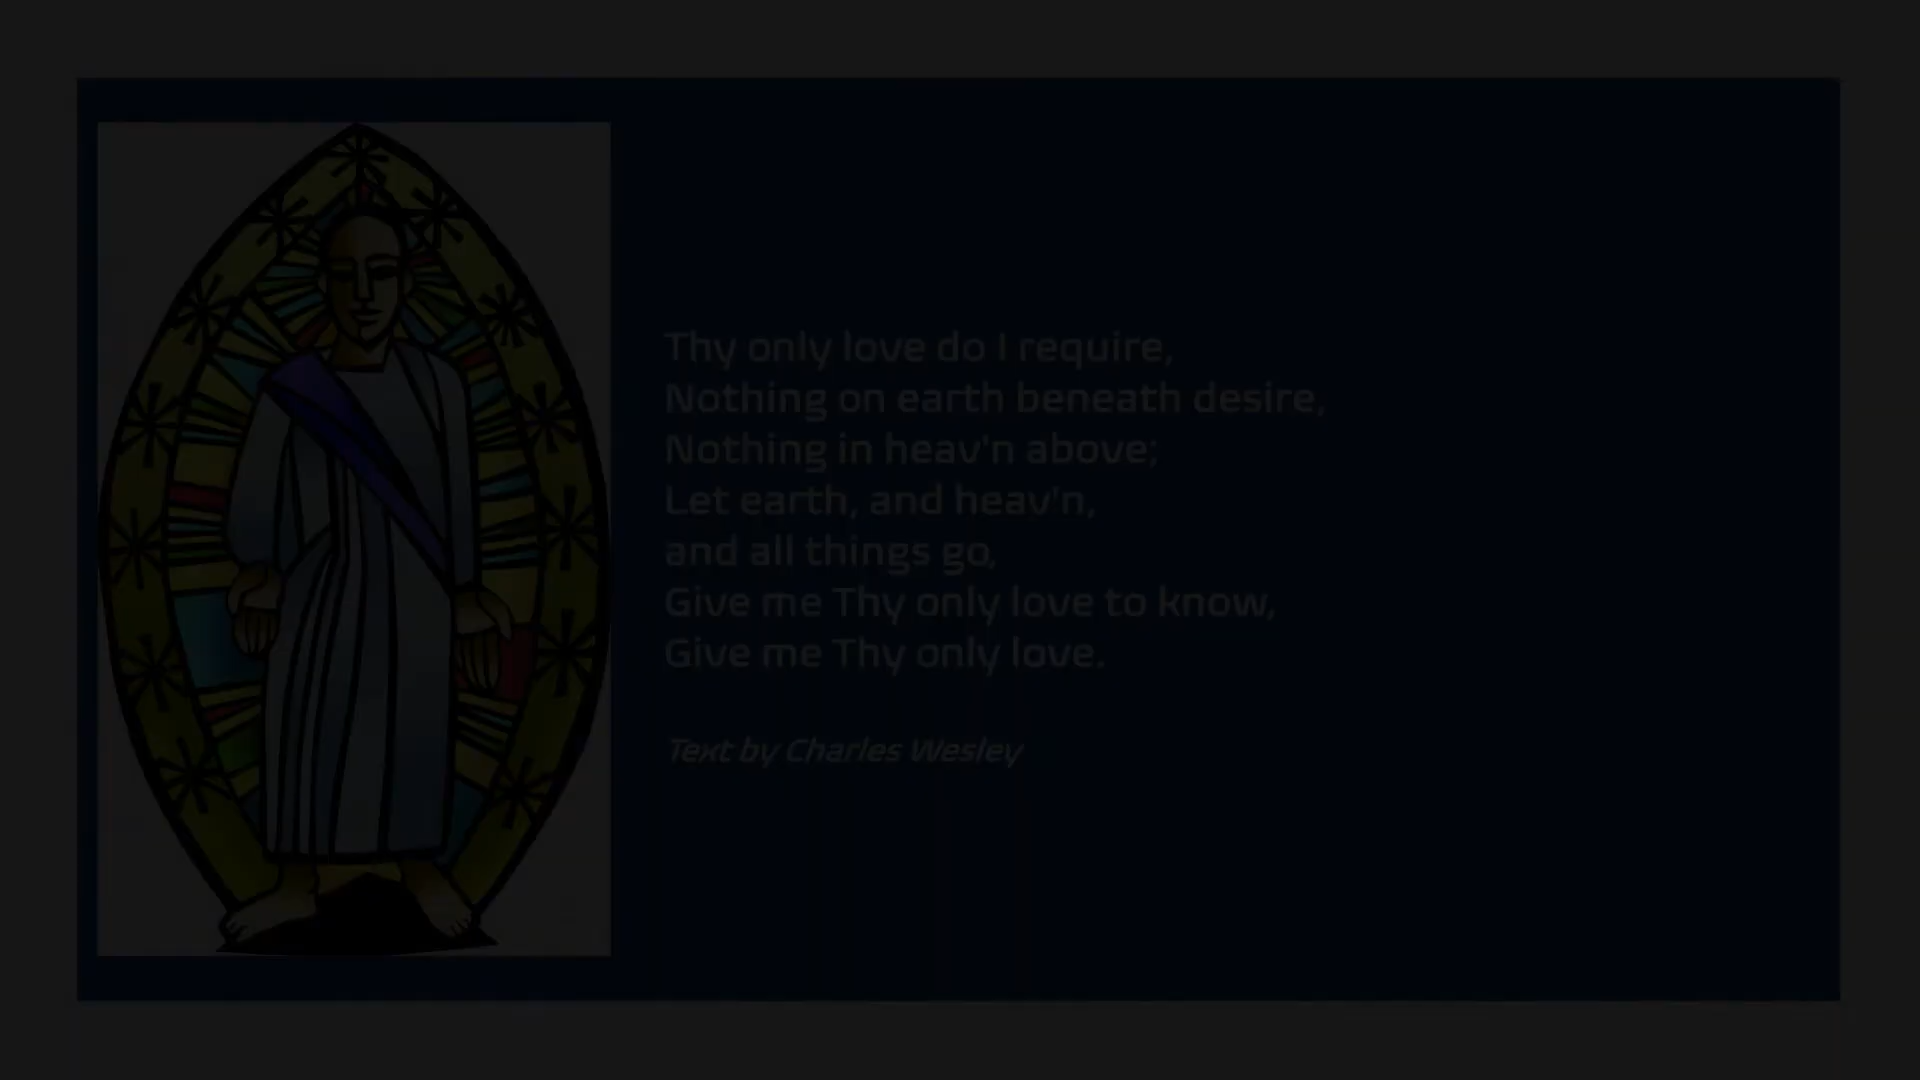 Thy only love do I require,
Nothing on earth beneath desire,
Nothing in heav'n above;
Let earth, and heav'n,
and all things go,
Give me Thy only love to know,
Give me Thy only love.
Text by Charles Wesley